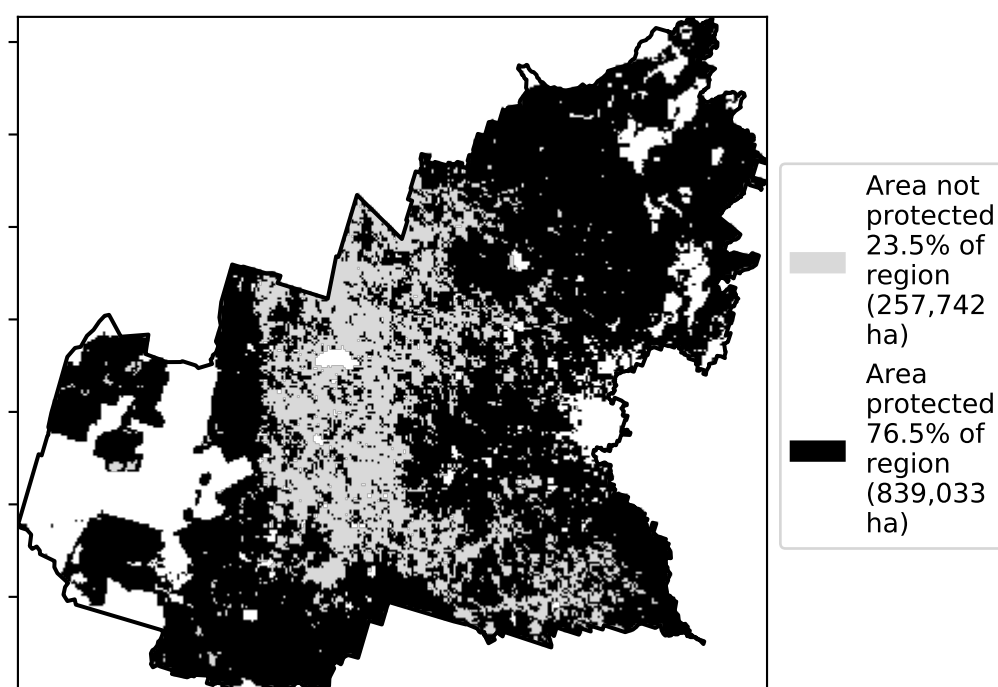 Area not
protected
23.5% of
region
(257,742
ha)
Area
protected
76.5% of
region
(839,033
ha)